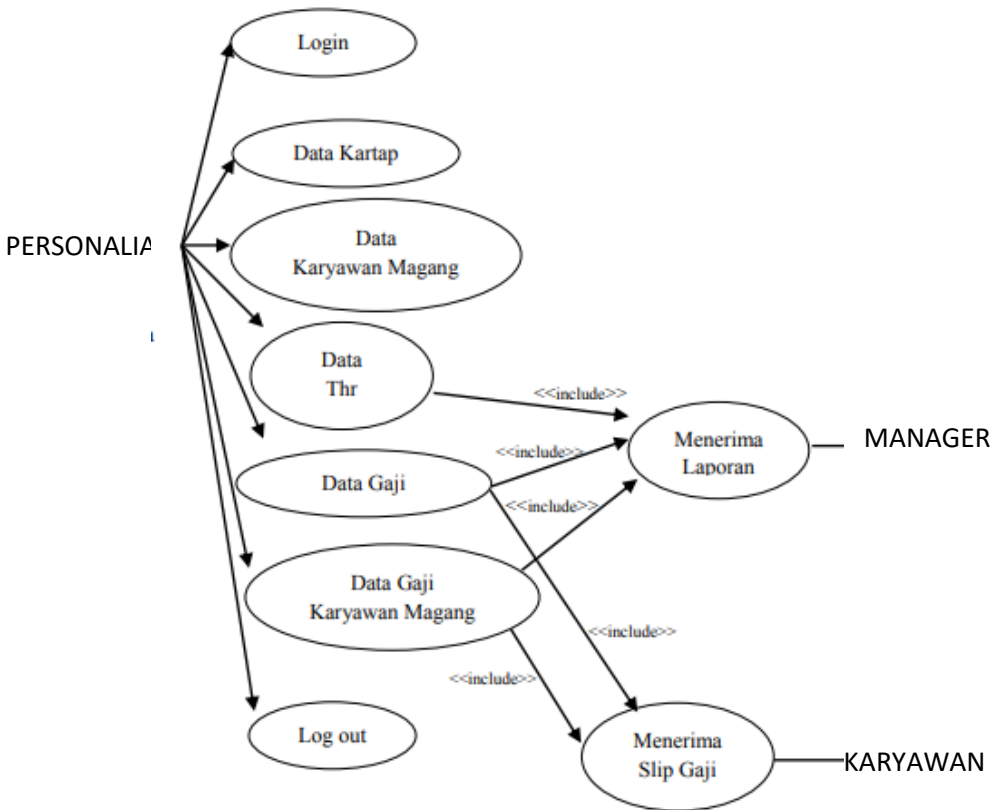 Login
Data Kartap
PERSONALIA
Data
Karyawan Magang
Data
Thr
<<include>>
Menerima
Laporan
MANAGER
<<include>>
Data Gaji
<<include>>
Data Gaji
Karyawan Magang
<<include>>
<<include>>
Log out
Menerima
Slip Gaji
KARYAWAN